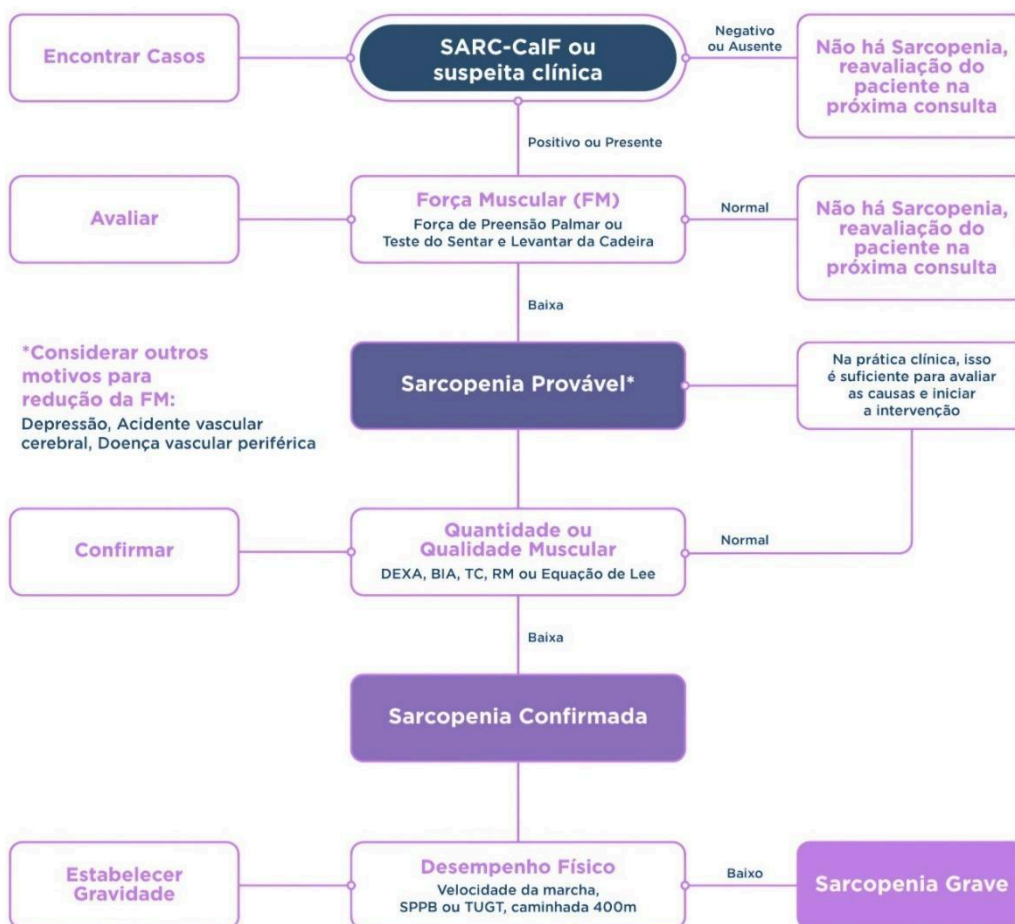 Encontrar Casos
SARC-CalF ou
suspeita clínica
Negativo
ou Ausente
Não há Sarcopenia,
reavaliação do
paciente na
próxima consulta
Positivo ou Presente
Avaliar
Força Muscular (FM)
Força de Preensão Palmar ou
Teste do Sentar e Levantar da Cadeira
Normal
Não há Sarcopenia,
reavaliação do
paciente na
próxima consulta
Baixa
*Considerar outros
motivos para
redução da FM:
Depressão, Acidente vascular
cerebral, Doença vascular periférica
Sarcopenia Provável*
Na prática clínica, isso
é suficiente para avaliar
as causas e iniciar
a intervenção
Confirmar
Quantidade ou
Qualidade Muscular
DEXA, BIA, TC, RM ou Equação de Lee
Normal
Baixa
Sarcopenia Confirmada
Estabelecer
Gravidade
Desempenho Físico
Velocidade da marcha,
SPPB ou TUGT, caminhada 400m
Baixo
Sarcopenia Grave